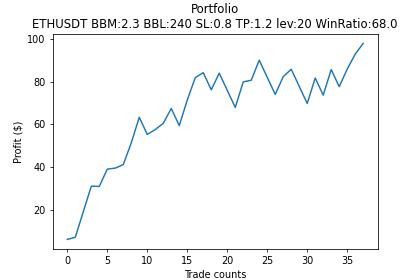 Portfolio
ETHUSDT BBM:2.3 BBL:240 SL:0.8 TP:1.2 lev:20 WinRatio:68.0
100
80
60
40
20
Profit ($)
0 5 10 15 20 25 30 35
Trade counts